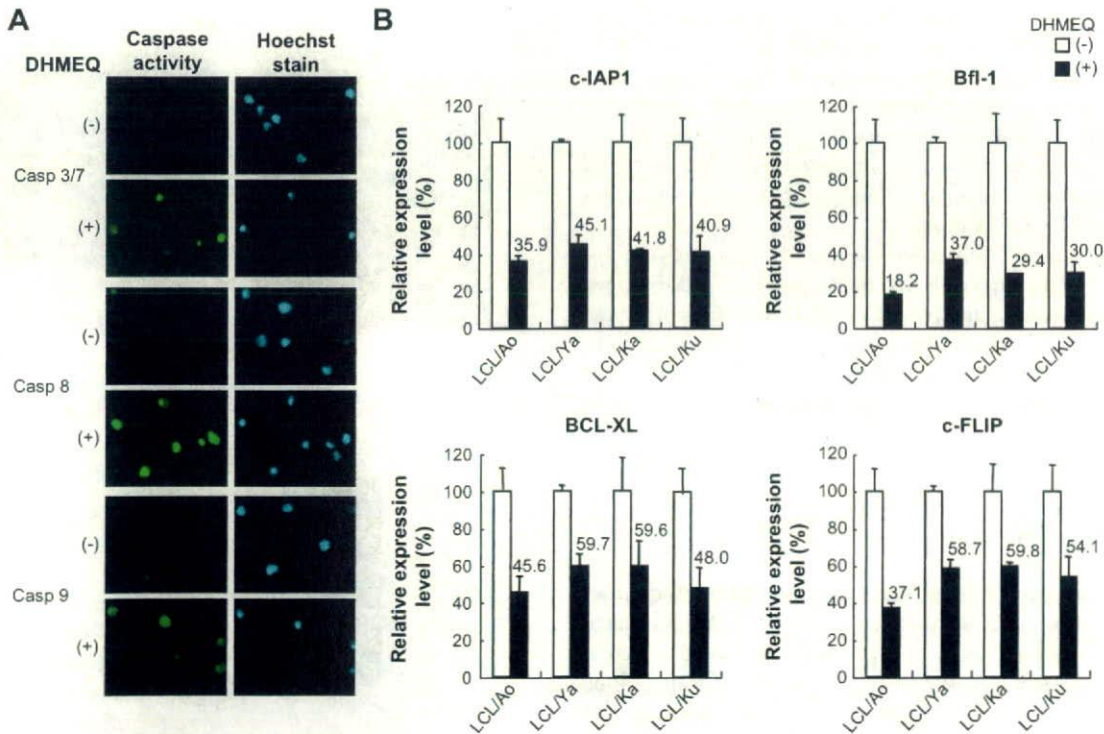 A
Caspase activity
Hoechst stain
DHMEQ
(-)
Casp 3/7
(+)
(-)
Casp 8
(+)
(-)
Casp 9
(+)
B
DHMEQ
(-)
(+)
c-IAP1
Relative expression level (%)
120
100
80
60
40
20
0
35.9
45.1
41.8
40.9
LCL/Ao
LCL/Ya
LCL/Ka
LCL/Ku
Bfl-1
Relative expression level (%)
120
100
80
60
40
20
0
18.2
37.0
29.4
30.0
LCL/Ao
LCL/Ya
LCL/Ka
LCL/Ku
BCL-XL
Relative expression level (%)
120
100
80
60
40
20
0
45.6
59.7
59.6
48.0
LCL/Ao
LCL/Ya
LCL/Ka
LCL/Ku
c-FLIP
Relative expression level (%)
120
100
80
60
40
20
0
37.1
58.7
59.8
54.1
LCL/Ao
LCL/Ya
LCL/Ka
LCL/Ku